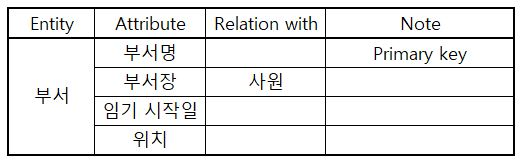 Entity Attribute Relation with Note
부서명 Primary key
부서 부서장 사원
임기 시작일
위치